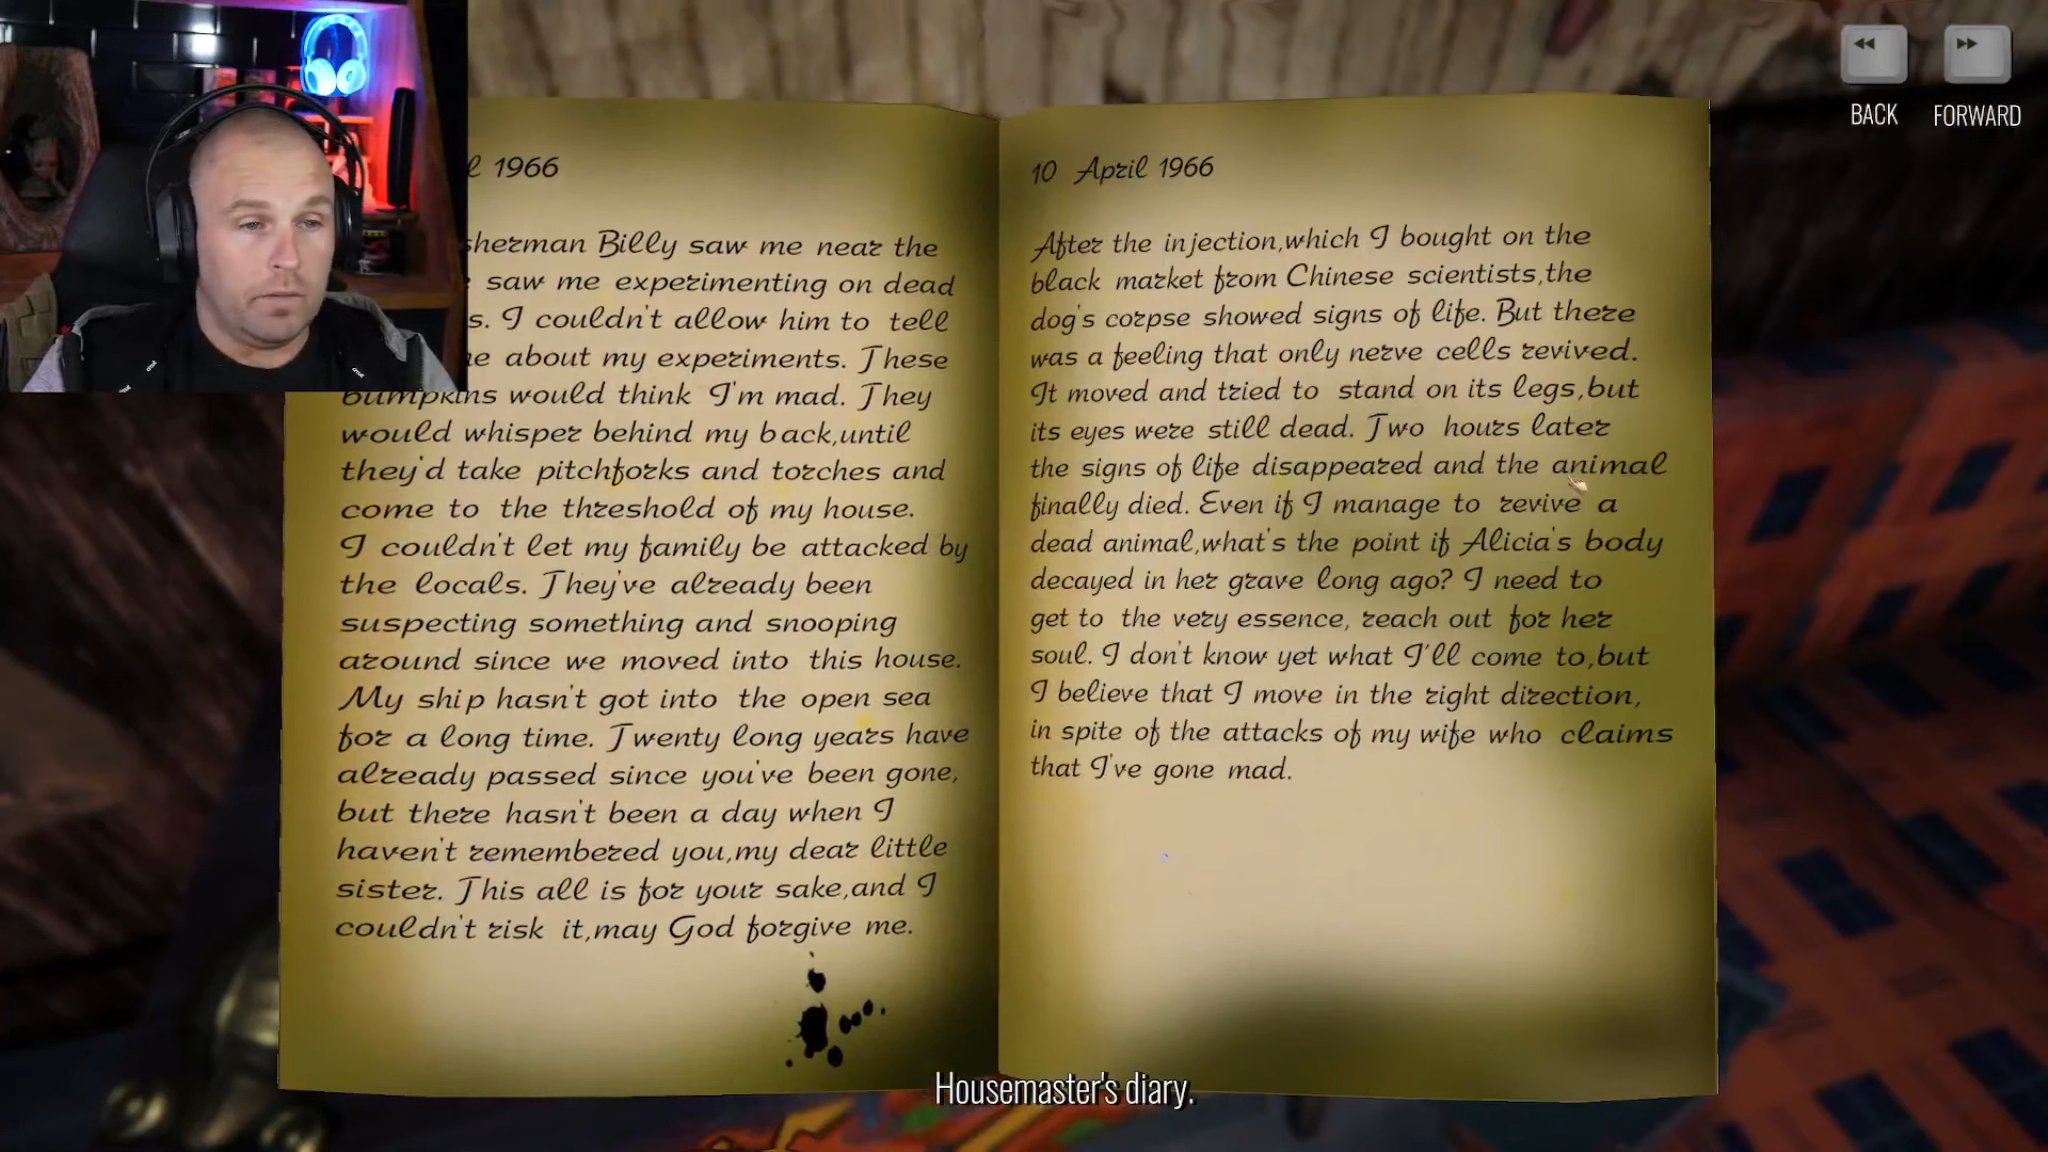 BACK FORWARD
1966
sherman Billy saw me near the
saw me experimenting on dead
s. I couldn't allow him to tell
about my experiments. These
bumpkins would think I'm mad. They
would whisper behind my back,until
they'd take pitchforks and torches and
come to the threshold of my house.
I couldn't let my family be attacked by
the locals. They've already been
suspecting something and snooping
around since we moved into this house.
My ship hasn't got into the open sea
for a long time. Twenty long years have
already passed since you've been gone,
but there hasn't been a day when I
haven't remembered you,my dear little
sister. This all is for your sake,and I
couldn't risk it,may God forgive me.
10 April 1966
After the injection,which I bought on the
black market from Chinese scientists,the
dog's corpse showed signs of life. But there
was a feeling that only nerve cells revived.
It moved and tried to stand on its legs,but
its eyes were still dead. Two hours later
the signs of life disappeared and the animal
finally died. Even if I manage to revive a
dead animal,what's the point if Alicia's body
decayed in her grave long ago? I need to
get to the very essence, reach out for her
soul. I don't know yet what I'll come to,but
I believe that I move in the right direction,
in spite of the attacks of my wife who claims
that I've gone mad.
Housemaster's diary.